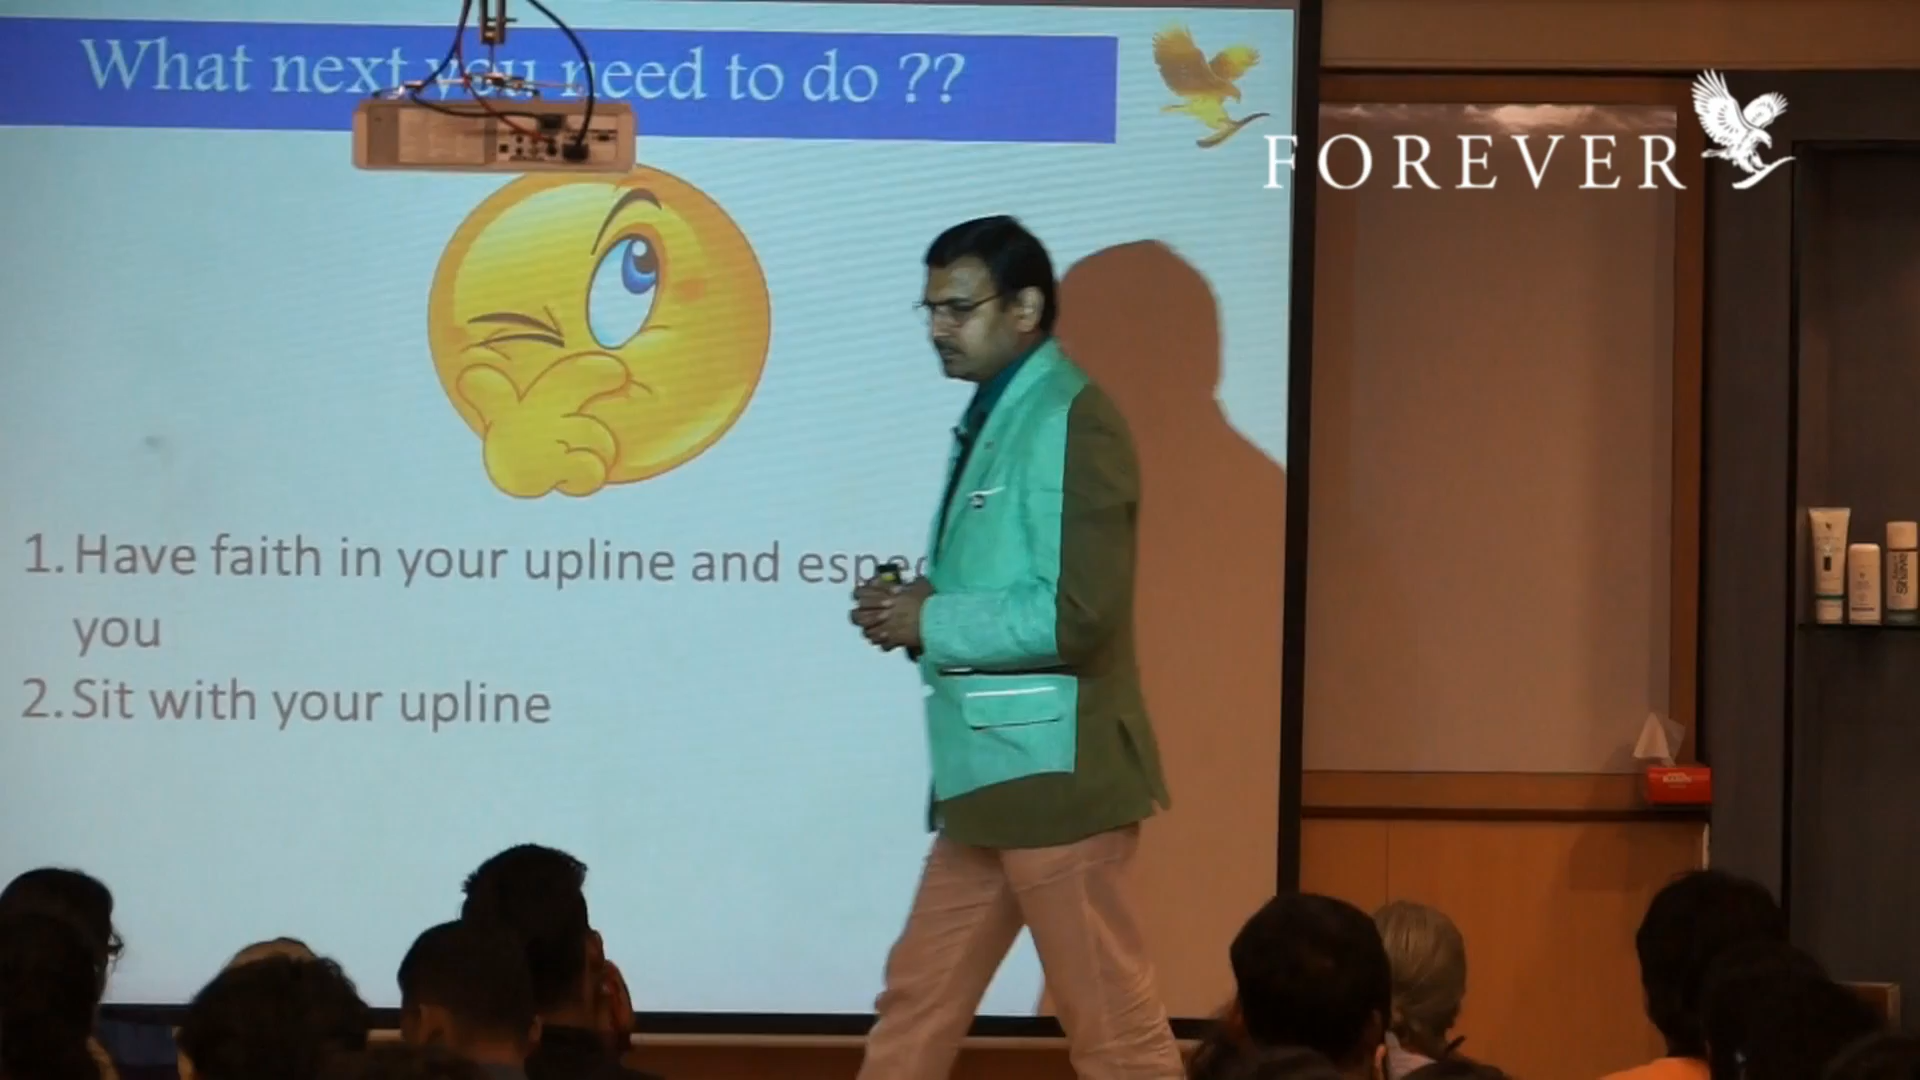 What next you need to do ??
FOREVER
1. Have faith in your upline and
you
2. Sit with your upline